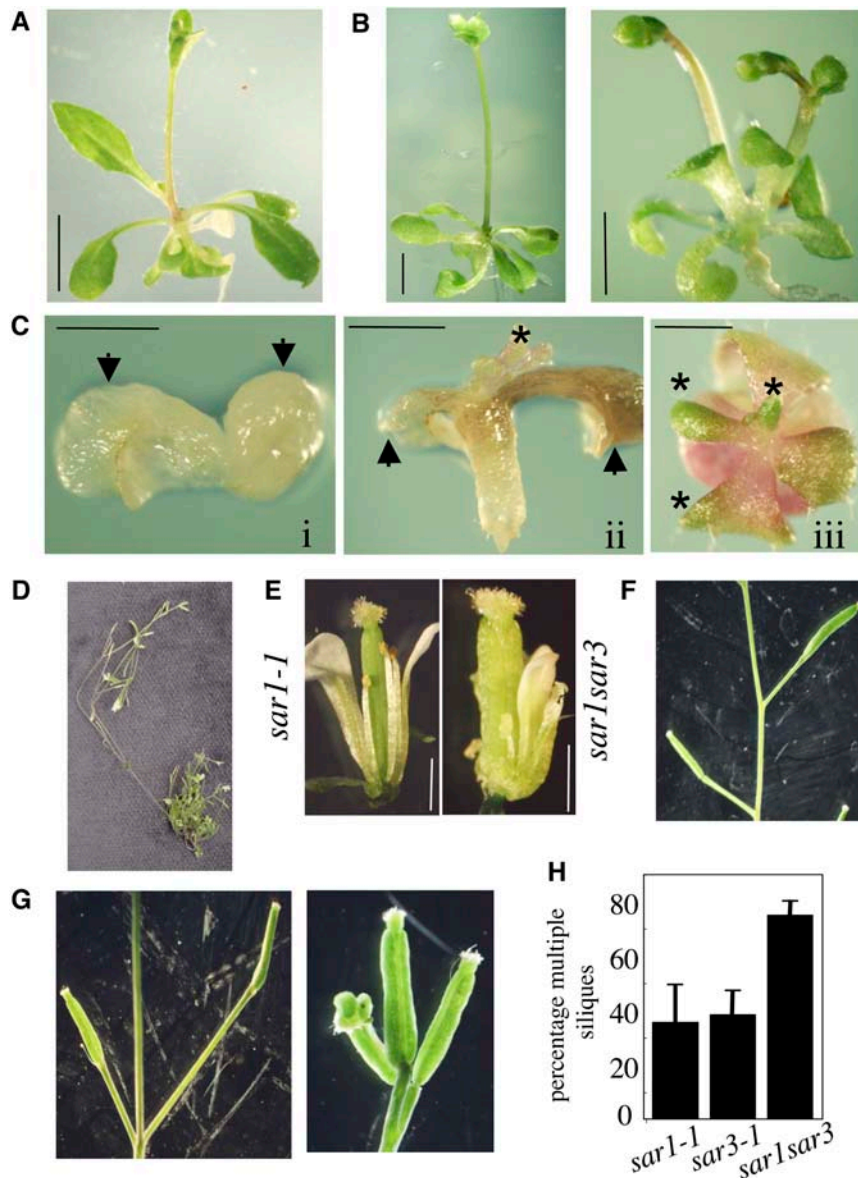 A
B
C
*
*
*
*
i
ii
iii
D
E
sar1-1
sar1sar3
F
G
H
percentage multiple
siliques
80
60
40
20
0
sar1-1
sar3-1
sar1sar3